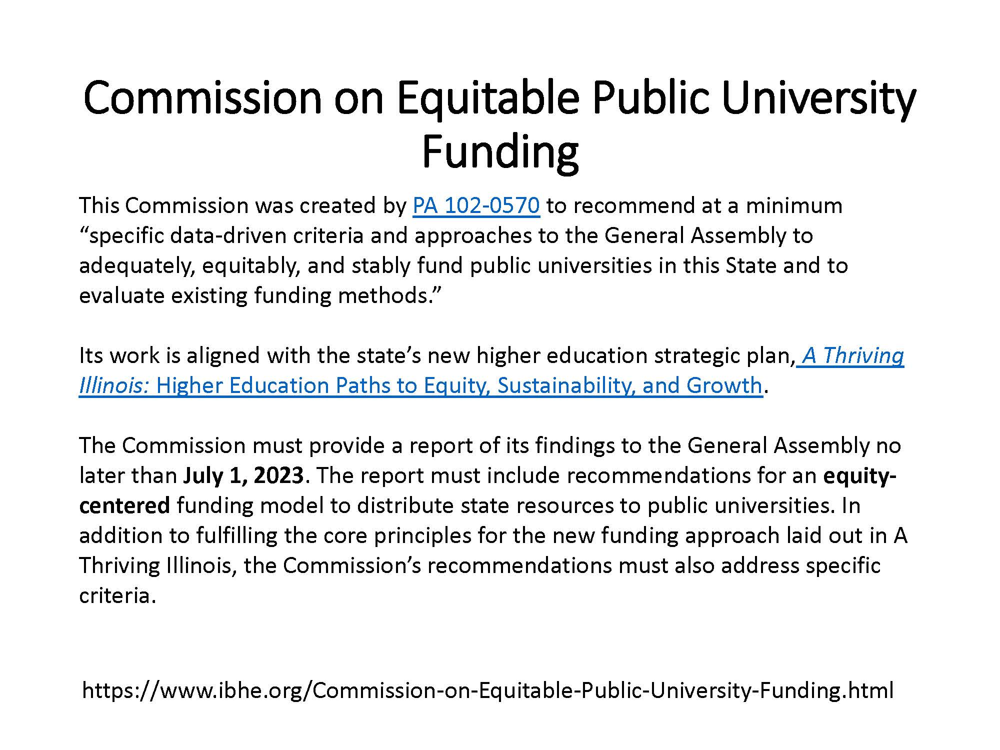 Commission on Equitable Public University
Funding
This Commission was created by PA 102-0570 to recommend at a minimum
“specific data-driven criteria and approaches to the General Assembly to
adequately, equitably, and stably fund public universities in this State and to
evaluate existing funding methods.”
Its work is aligned with the state’s new higher education strategic plan, A Thriving
Illinois: Higher Education Paths to Equity, Sustainability, and Growth.
The Commission must provide a report of its findings to the General Assembly no
later than July 1, 2023. The report must include recommendations for an equity-
centered funding model to distribute state resources to public universities. In
addition to fulfilling the core principles for the new funding approach laid out in A
Thriving Illinois, the Commission’s recommendations must also address specific
criteria.
https://www.ibhe.org/Commission-on-Equitable-Public-University-Funding.html